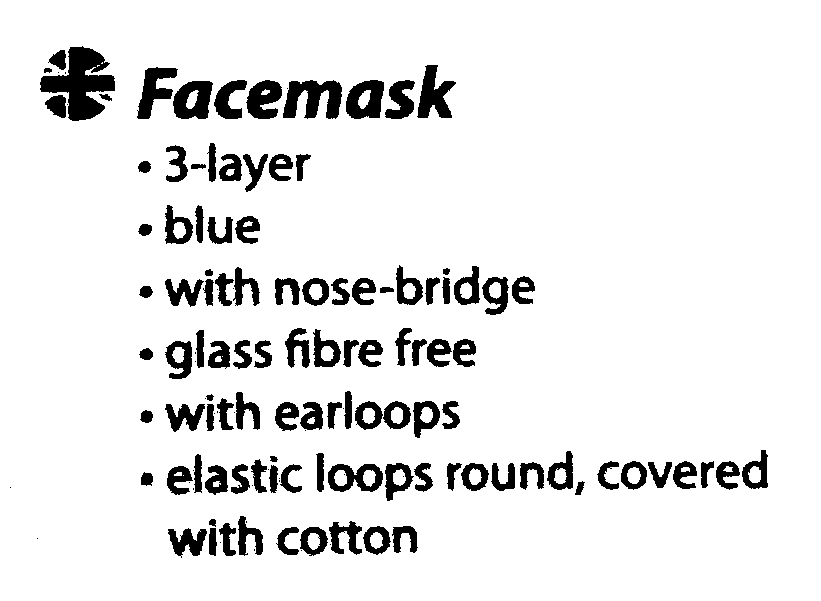 Facemask
• 3-layer
• blue
• with nose-bridge
• glass fibre free
• with earloops
• elastic loops round, covered
with cotton